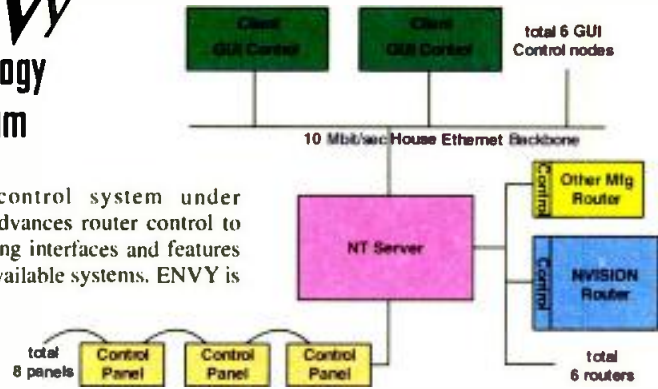 vy
ogy
um
control system under
dvances router control to
ng interfaces and features
vailable systems. ENVY is
Client
GUI Control
Client
GUI Control
total 6 GUI
Control nodes
10 Mbit/sec House Ethernet Backbone
NT Server
Control
Other Mfg
Router
Control
NVISION
Router
total
8 panels
Control
Panel
Control
Panel
Control
Panel
total
6 routers